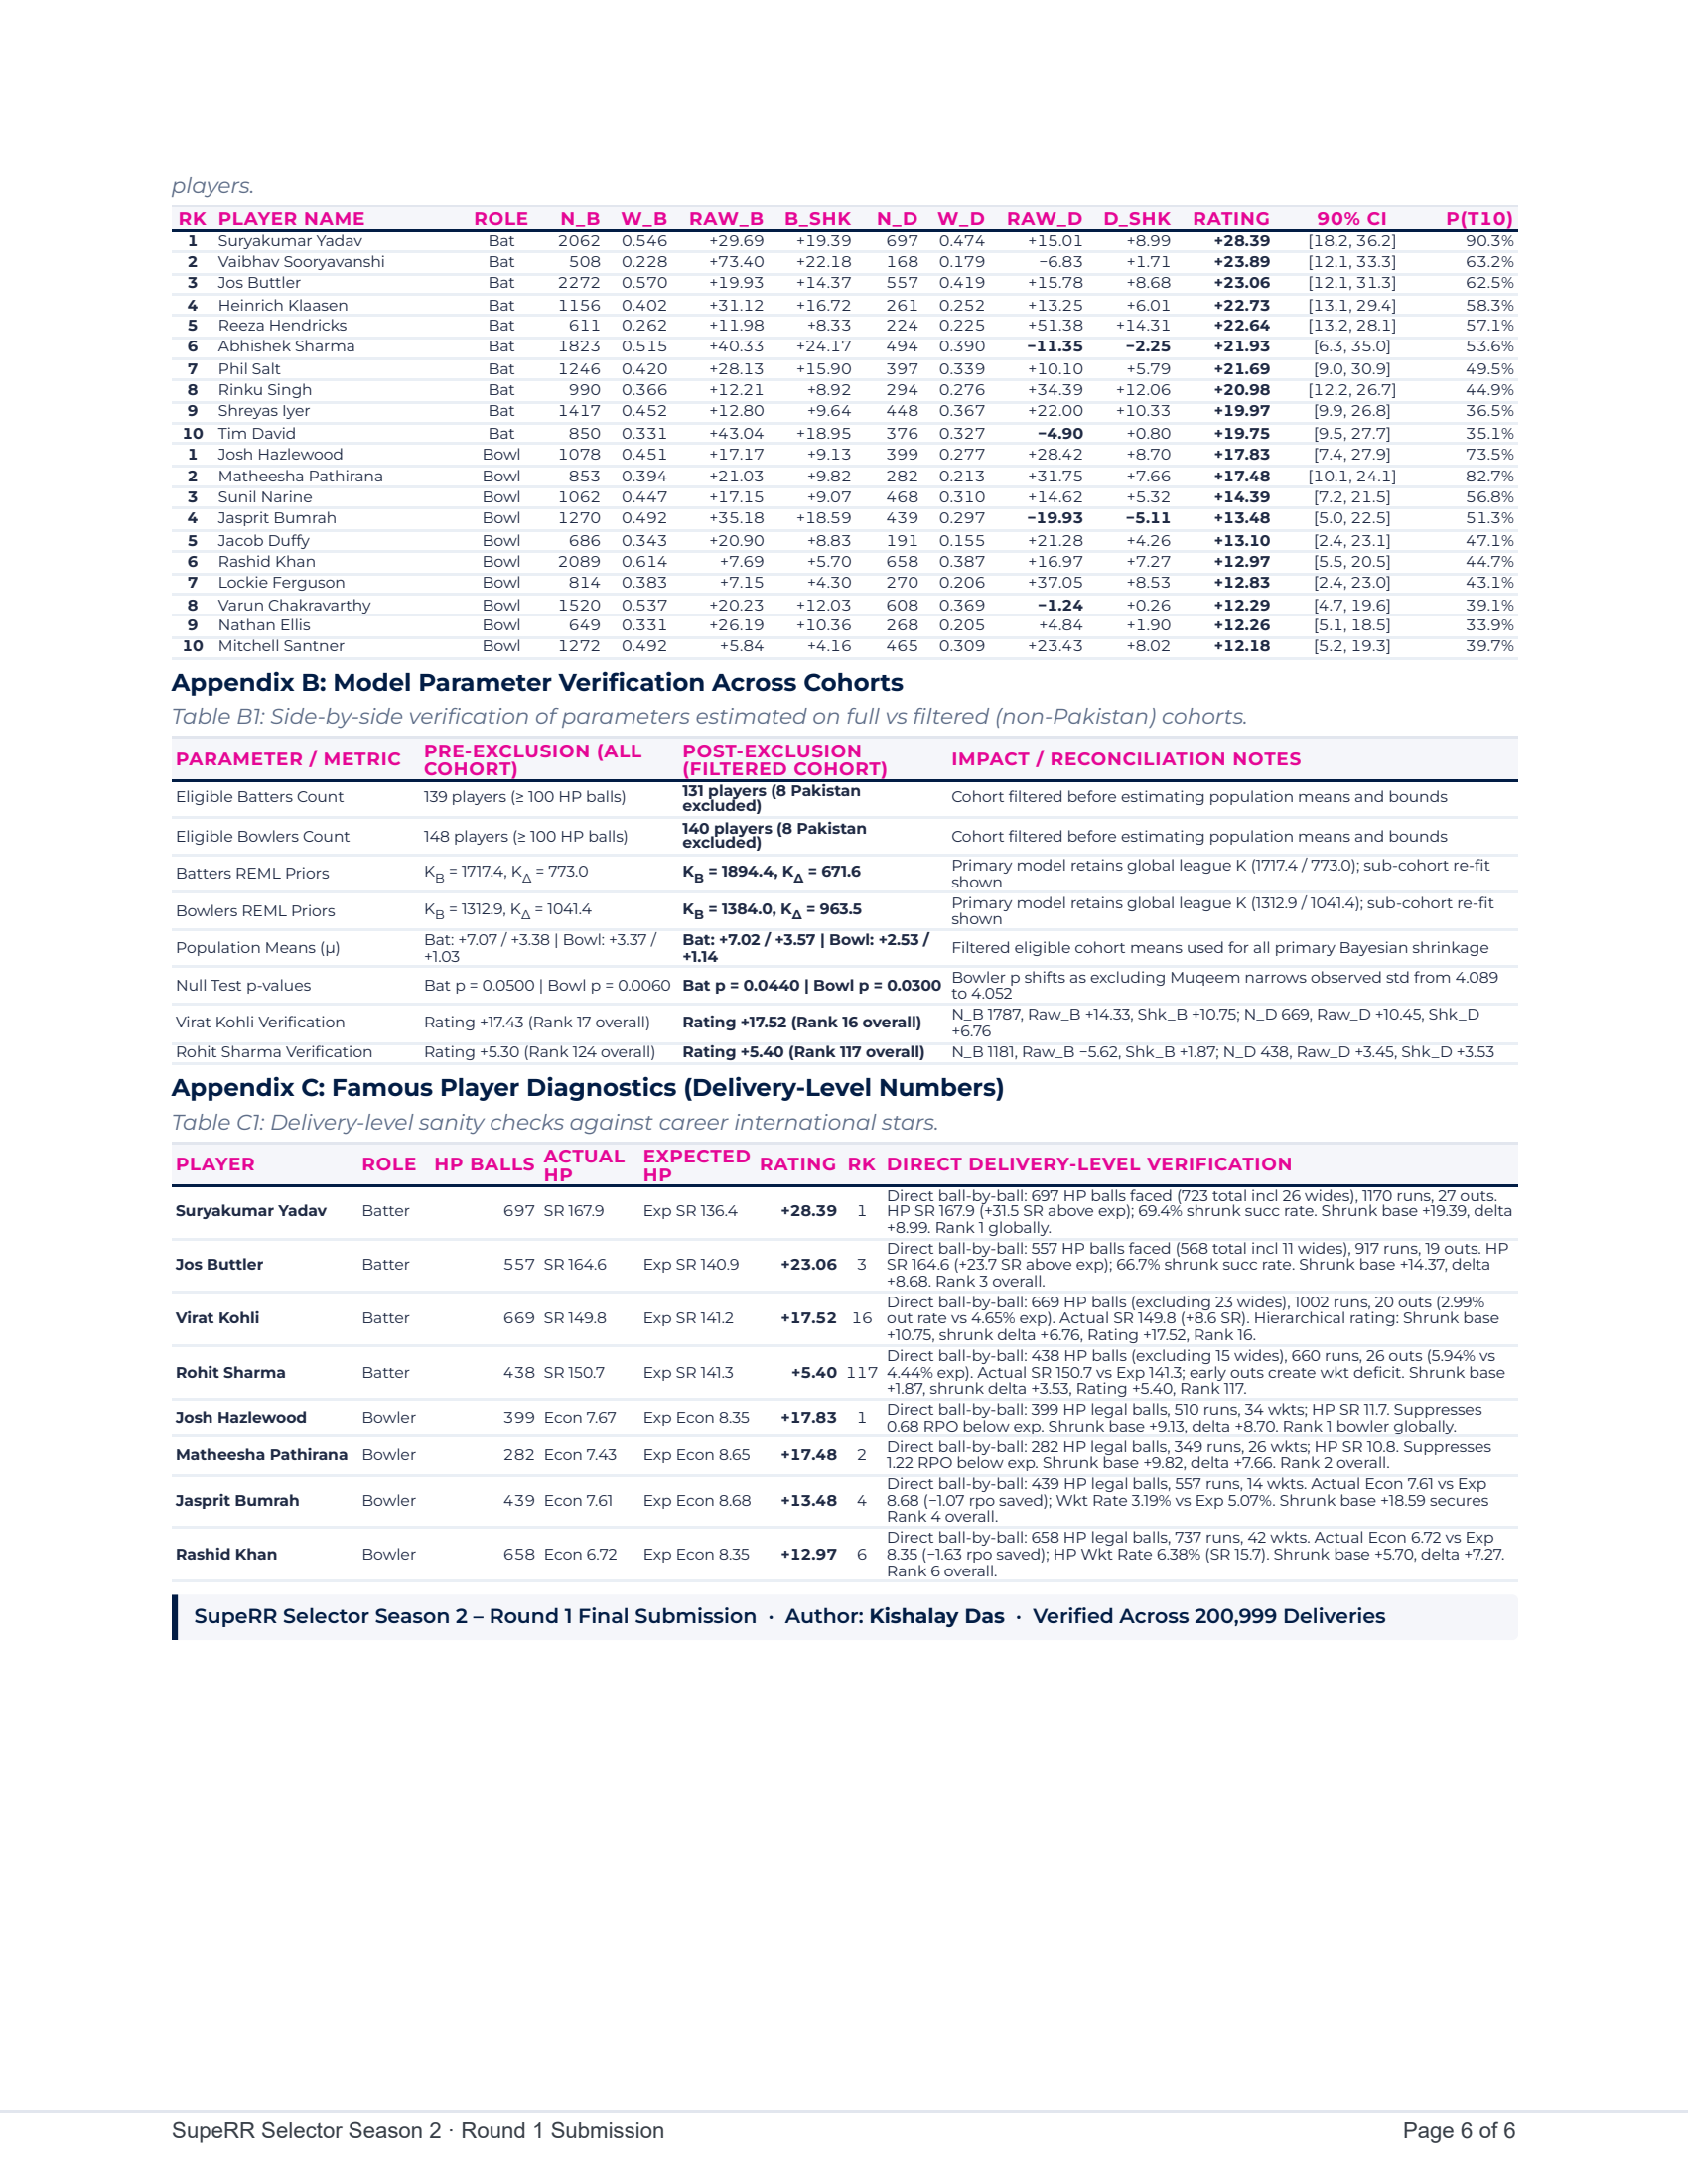 players.
RK PLAYER NAME ROLE N_B W_B RAW_B B_SHK N_D W_D RAW_D D_SHK RATING 90% CI P(T10)
1 Suryakumar Yadav Bat 2062 0.546 +29.69 +19.39 697 0.474 +15.01 +8.99 +28.39 [18.2, 36.2] 90.3%
2 Vaibhav Sooryavanshi Bat 508 0.228 +73.40 +22.18 168 0.179 −6.83 +1.71 +23.89 [12.1, 33.3] 63.2%
3 Jos Buttler Bat 2272 0.570 +19.93 +14.37 557 0.419 +15.78 +8.68 +23.06 [12.1, 31.3] 62.5%
4 Heinrich Klaasen Bat 1156 0.402 +31.12 +16.72 261 0.252 +13.25 +6.01 +22.73 [13.1, 29.4] 58.3%
5 Reeza Hendricks Bat 611 0.262 +11.98 +8.33 224 0.225 +51.38 +14.31 +22.64 [13.2, 28.1] 57.1%
6 Abhishek Sharma Bat 1823 0.515 +40.33 +24.17 494 0.390 −11.35 −2.25 +21.93 [6.3, 35.0] 53.6%
7 Phil Salt Bat 1246 0.420 +28.13 +15.90 397 0.339 +10.10 +5.79 +21.69 [9.0, 30.9] 49.5%
8 Rinku Singh Bat 990 0.366 +12.21 +8.92 294 0.276 +34.39 +12.06 +20.98 [12.2, 26.7] 44.9%
9 Shreyas Iyer Bat 1417 0.452 +12.80 +9.64 448 0.367 +22.00 +10.33 +19.97 [9.9, 26.8] 36.5%
10 Tim David Bat 850 0.331 +43.04 +18.95 376 0.327 −4.90 +0.80 +19.75 [9.5, 27.7] 35.1%
1 Josh Hazlewood Bowl 1078 0.451 +17.17 +9.13 399 0.277 +28.42 +8.70 +17.83 [7.4, 27.9] 73.5%
2 Matheesha Pathirana Bowl 853 0.394 +21.03 +9.82 282 0.213 +31.75 +7.66 +17.48 [10.1, 24.1] 82.7%
3 Sunil Narine Bowl 1062 0.447 +17.15 +9.07 468 0.310 +14.62 +5.32 +14.39 [7.2, 21.5] 56.8%
4 Jasprit Bumrah Bowl 1270 0.492 +35.18 +18.59 439 0.297 −19.93 −5.11 +13.48 [5.0, 22.5] 51.3%
5 Jacob Duffy Bowl 686 0.343 +20.90 +8.83 191 0.155 +21.28 +4.26 +13.10 [2.4, 23.1] 47.1%
6 Rashid Khan Bowl 2089 0.614 +7.69 +5.70 658 0.387 +16.97 +7.27 +12.97 [5.5, 20.5] 44.7%
7 Lockie Ferguson Bowl 814 0.383 +7.15 +4.30 270 0.206 +37.05 +8.53 +12.83 [2.4, 23.0] 43.1%
8 Varun Chakravarthy Bowl 1520 0.537 +20.23 +12.03 608 0.369 −1.24 +0.26 +12.29 [4.7, 19.6] 39.1%
9 Nathan Ellis Bowl 649 0.331 +26.19 +10.36 268 0.205 +4.84 +1.90 +12.26 [5.1, 18.5] 33.9%
10 Mitchell Santner Bowl 1272 0.492 +5.84 +4.16 465 0.309 +23.43 +8.02 +12.18 [5.2, 19.3] 39.7%
Appendix B: Model Parameter Verification Across Cohorts
Table B1: Side-by-side verification of parameters estimated on full vs filtered (non-Pakistan) cohorts.
PARAMETER / METRIC PRE-EXCLUSION (ALL COHORT) POST-EXCLUSION (FILTERED COHORT) IMPACT / RECONCILIATION NOTES
Eligible Batters Count 139 players (≥ 100 HP balls) 131 players (8 Pakistan excluded) Cohort filtered before estimating population means and bounds
Eligible Bowlers Count 148 players (≥ 100 HP balls) 140 players (8 Pakistan excluded) Cohort filtered before estimating population means and bounds
Batters REML Priors K_B = 1717.4, K_Δ = 773.0 K_B = 1894.4, K_Δ = 671.6 Primary model retains global league K (1717.4 / 773.0); sub-cohort re-fit shown
Bowlers REML Priors K_B = 1312.9, K_Δ = 1041.4 K_B = 1384.0, K_Δ = 963.5 Primary model retains global league K (1312.9 / 1041.4); sub-cohort re-fit shown
Population Means (μ) Bat: +7.07 / +3.38 | Bowl: +3.37 / +1.03 Bat: +7.02 / +3.57 | Bowl: +2.53 / +1.14 Filtered eligible cohort means used for all primary Bayesian shrinkage
Null Test p-values Bat p = 0.0500 | Bowl p = 0.0060 Bat p = 0.0440 | Bowl p = 0.0300 Bowler p shifts as excluding Muqeem narrows observed std from 4.089 to 4.052
Virat Kohli Verification Rating +17.43 (Rank 17 overall) Rating +17.52 (Rank 16 overall) N_B 1787, Raw_B +14.33, Shk_B +10.75; N_D 669, Raw_D +10.45, Shk_D +6.76
Rohit Sharma Verification Rating +5.30 (Rank 124 overall) Rating +5.40 (Rank 117 overall) N_B 1181, Raw_B −5.62, Shk_B +1.87; N_D 438, Raw_D +3.45, Shk_D +3.53
Appendix C: Famous Player Diagnostics (Delivery-Level Numbers)
Table C1: Delivery-level sanity checks against career international stars.
PLAYER ROLE HP BALLS ACTUAL HP EXPECTED HP RATING RK DIRECT DELIVERY-LEVEL VERIFICATION
Suryakumar Yadav Batter 697 SR 167.9 Exp SR 136.4 +28.39 1 Direct ball-by-ball: 697 HP balls faced (723 total incl 26 wides), 1170 runs, 27 outs.
HP SR 167.9 (+31.5 SR above exp); 69.4% shrunk succ rate. Shrunk base +19.39, delta
+8.99. Rank 1 globally.
Jos Buttler Batter 557 SR 164.6 Exp SR 140.9 +23.06 3 Direct ball-by-ball: 557 HP balls faced (568 total incl 11 wides), 917 runs, 19 outs. HP
SR 164.6 (+23.7 SR above exp); 66.7% shrunk succ rate. Shrunk base +14.37, delta
+8.68. Rank 3 overall.
Virat Kohli Batter 669 SR 149.8 Exp SR 141.2 +17.52 16 Direct ball-by-ball: 669 HP balls (excluding 23 wides), 1002 runs, 20 outs (2.99%
out rate vs 4.65% exp). Actual SR 149.8 (+8.6 SR). Hierarchical rating: Shrunk base
+10.75, shrunk delta +6.76, Rating +17.52, Rank 16.
Rohit Sharma Batter 438 SR 150.7 Exp SR 141.3 +5.40 117 Direct ball-by-ball: 438 HP balls (excluding 15 wides), 660 runs, 26 outs (5.94% vs
4.44% exp). Actual SR 150.7 vs Exp 141.3; early outs create wkt deficit. Shrunk base
+1.87, shrunk delta +3.53, Rating +5.40, Rank 117.
Josh Hazlewood Bowler 399 Econ 7.67 Exp Econ 8.35 +17.83 1 Direct ball-by-ball: 399 HP legal balls, 510 runs, 34 wkts; HP SR 11.7. Suppresses
0.68 RPO below exp. Shrunk base +9.13, delta +8.70. Rank 1 bowler globally.
Matheesha Pathirana Bowler 282 Econ 7.43 Exp Econ 8.65 +17.48 2 Direct ball-by-ball: 282 HP legal balls, 349 runs, 26 wkts; HP SR 10.8. Suppresses
1.22 RPO below exp. Shrunk base +9.82, delta +7.66. Rank 2 overall.
Jasprit Bumrah Bowler 439 Econ 7.61 Exp Econ 8.68 +13.48 4 Direct ball-by-ball: 439 HP legal balls, 557 runs, 14 wkts. Actual Econ 7.61 vs Exp
8.68 (−1.07 rpo saved); Wkt Rate 3.19% vs Exp 5.07%. Shrunk base +18.59 secures
Rank 4 overall.
Rashid Khan Bowler 658 Econ 6.72 Exp Econ 8.35 +12.97 6 Direct ball-by-ball: 658 HP legal balls, 737 runs, 42 wkts. Actual Econ 6.72 vs Exp
8.35 (−1.63 rpo saved); HP Wkt Rate 6.38% (SR 15.7). Shrunk base +5.70, delta +7.27.
Rank 6 overall.
SupeRR Selector Season 2 – Round 1 Final Submission · Author: Kishalay Das · Verified Across 200,999 Deliveries
SupeRR Selector Season 2 · Round 1 Submission Page 6 of 6